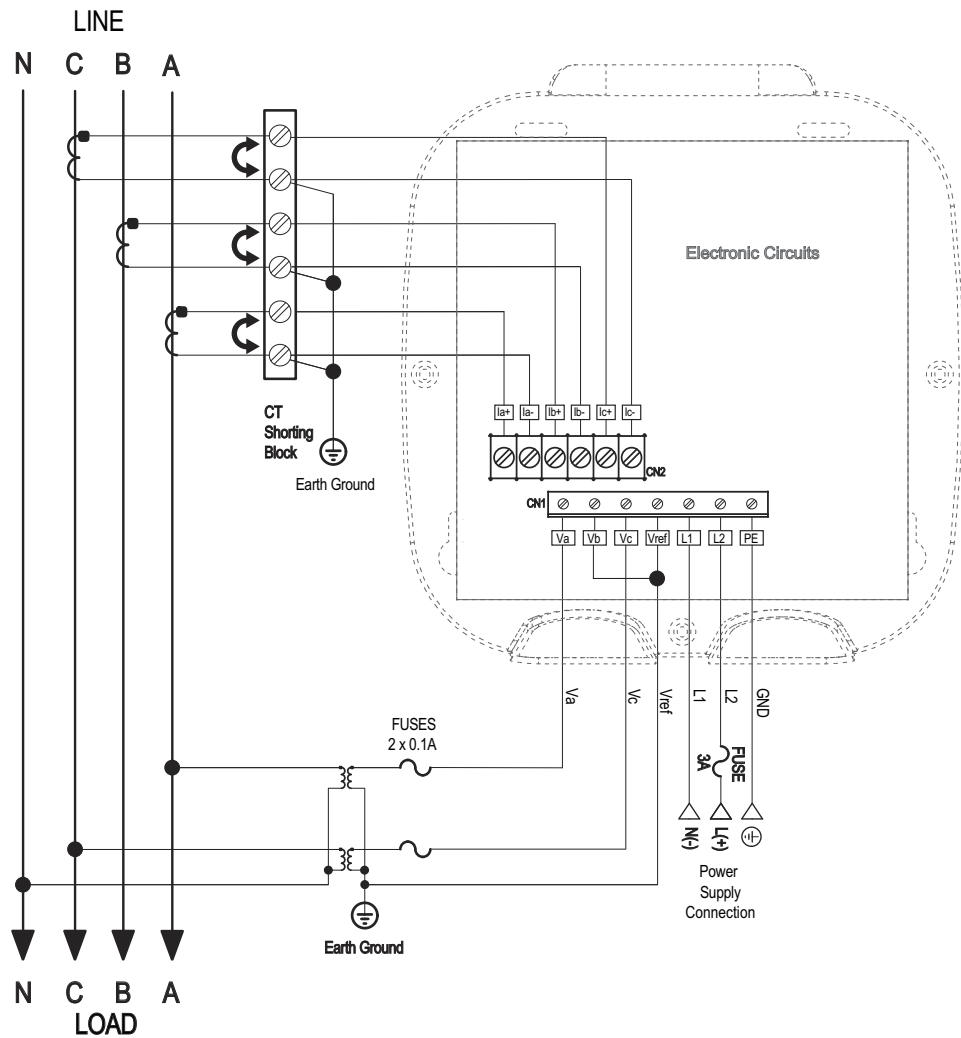 LINE
N C B A
Electronic Circuits
CT
Shorting
Block
Earth Ground
Ia+ Ia- Ib+ Ib- Ic+ Ic-
CN2
CN1
Va Vb Vc Vref L1 L2 PE
Va
Vc
Vref
L1
L2
GND
FUSES
2 x 0.1A
FUSE
3A
N(-)
L(+)
Power
Supply
Connection
Earth Ground
N C B A
LOAD